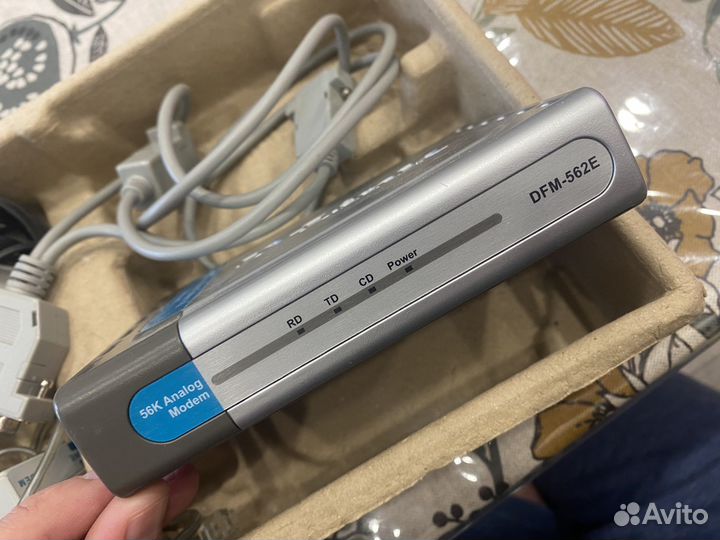 DFM-562E
RD TD CD Power
56K Analog
Modem
Avito